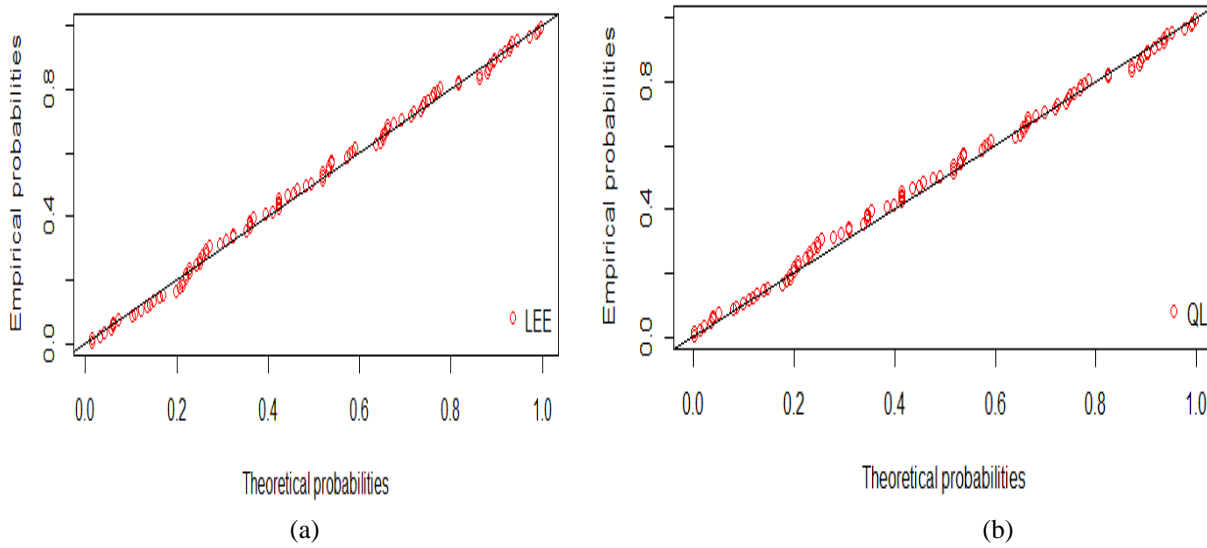 Empirical probabilities
0.8
0.4
0.0
LEE
0.0 0.2 0.4 0.6 0.8 1.0
Theoretical probabilities
(a)
Empirical probabilities
0.8
0.4
0.0
QL
0.0 0.2 0.4 0.6 0.8 1.0
Theoretical probabilities
(b)